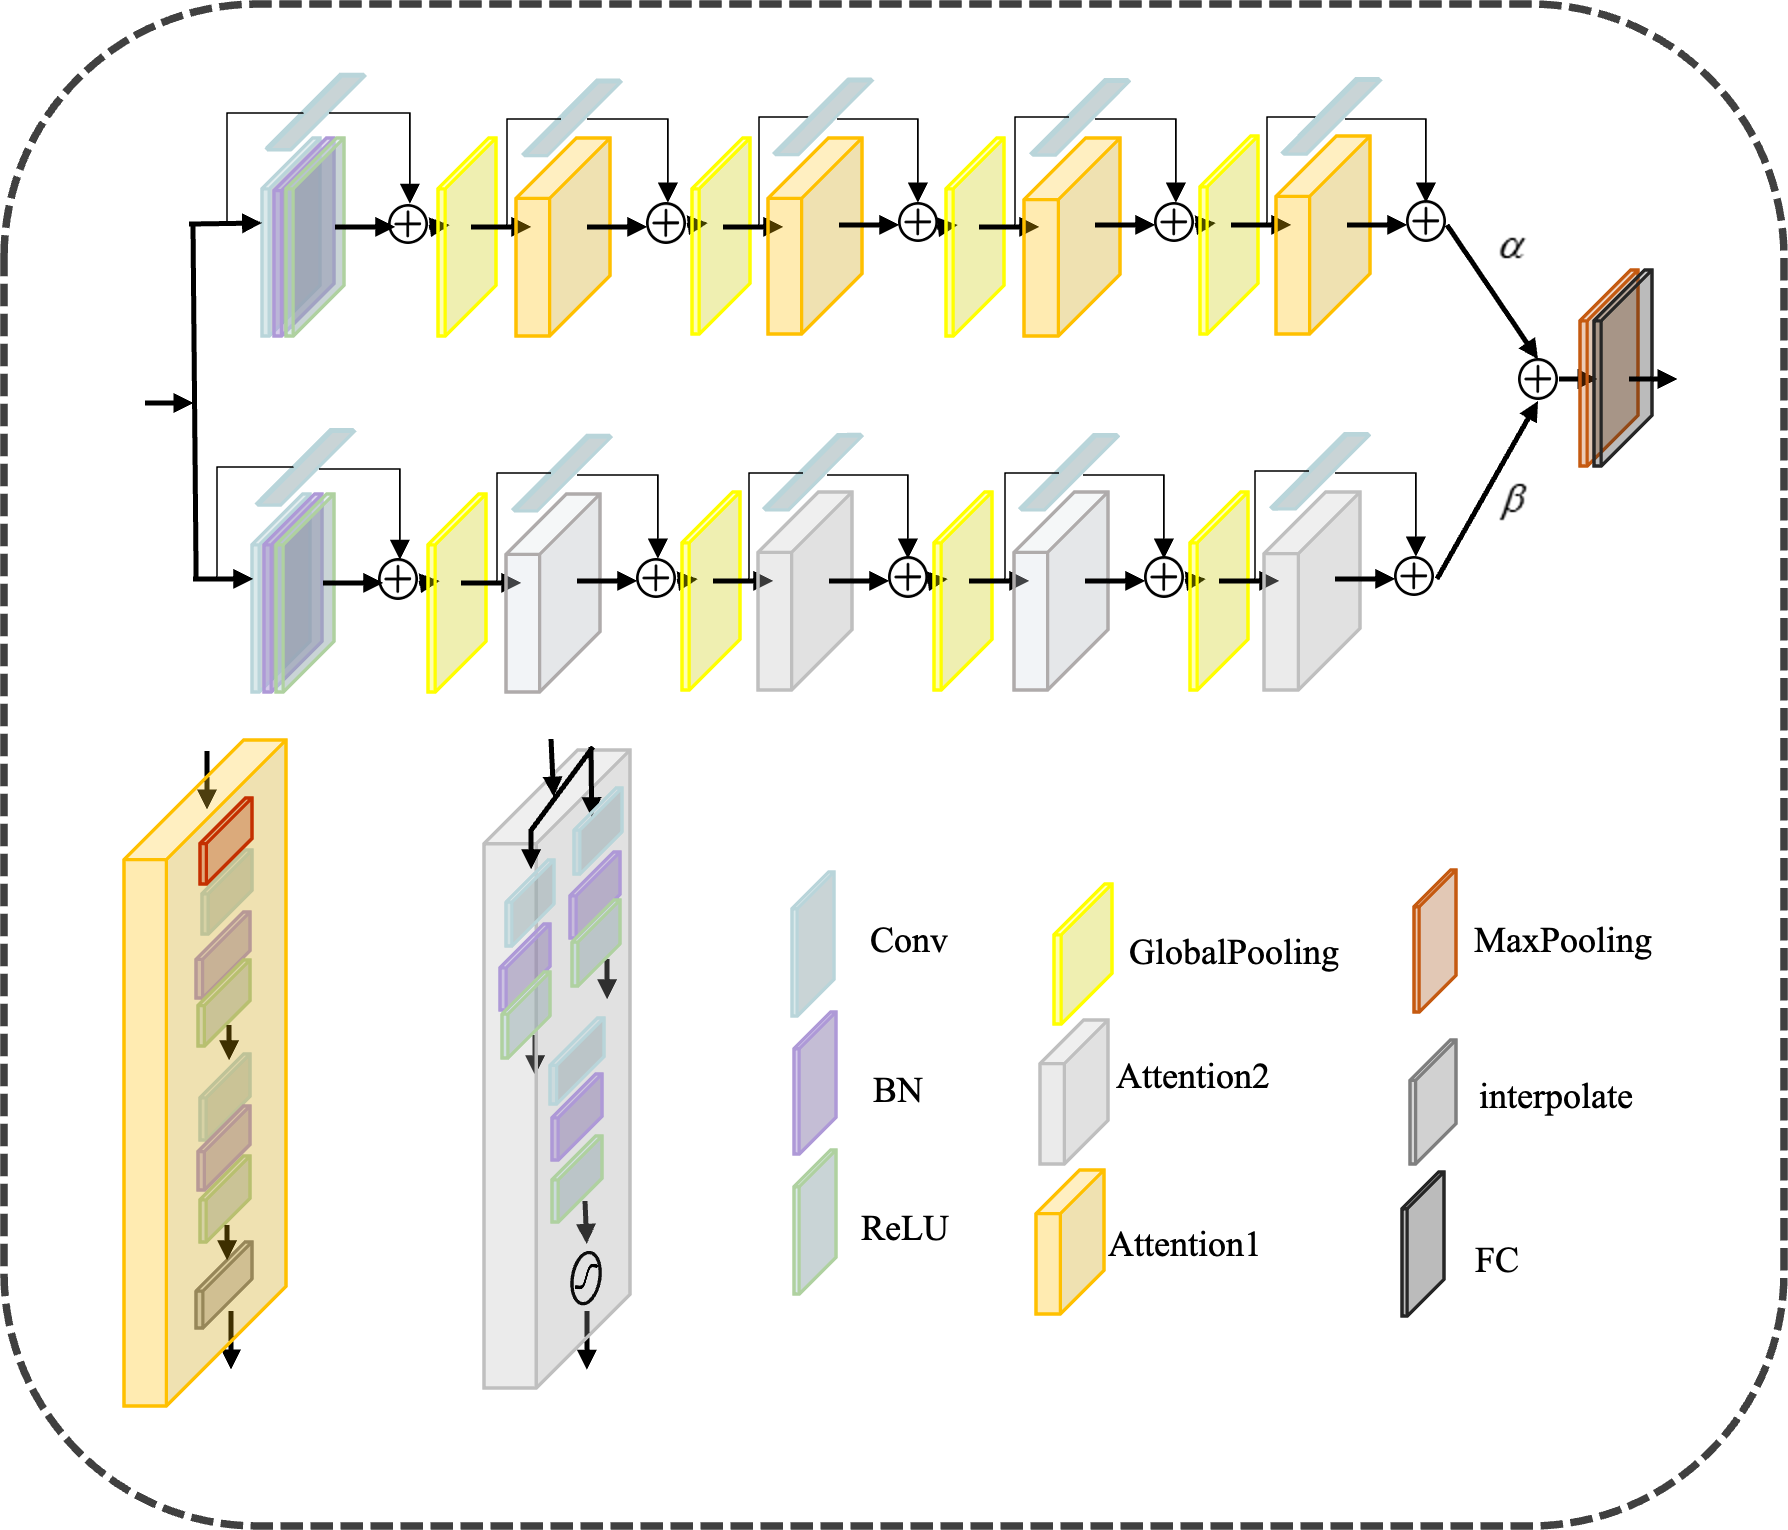 α
β
Conv
GlobalPooling
MaxPooling
BN
Attention2
interpolate
ReLU
Attention1
FC